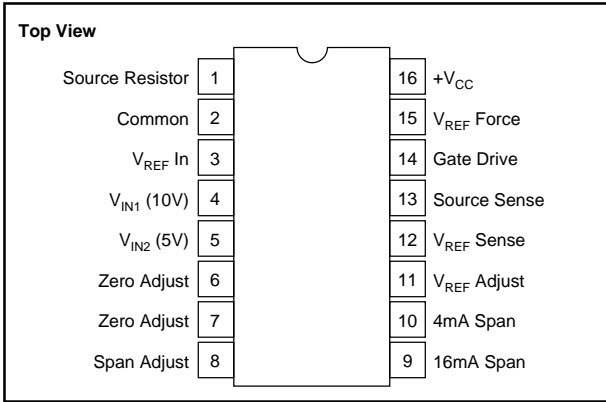 Top View
Source Resistor 1 16 +VCC
Common 2 15 VREF Force
VREF In 3 14 Gate Drive
VIN1 (10V) 4 13 Source Sense
VIN2 (5V) 5 12 VREF Sense
Zero Adjust 6 11 VREF Adjust
Zero Adjust 7 10 4mA Span
Span Adjust 8 9 16mA Span